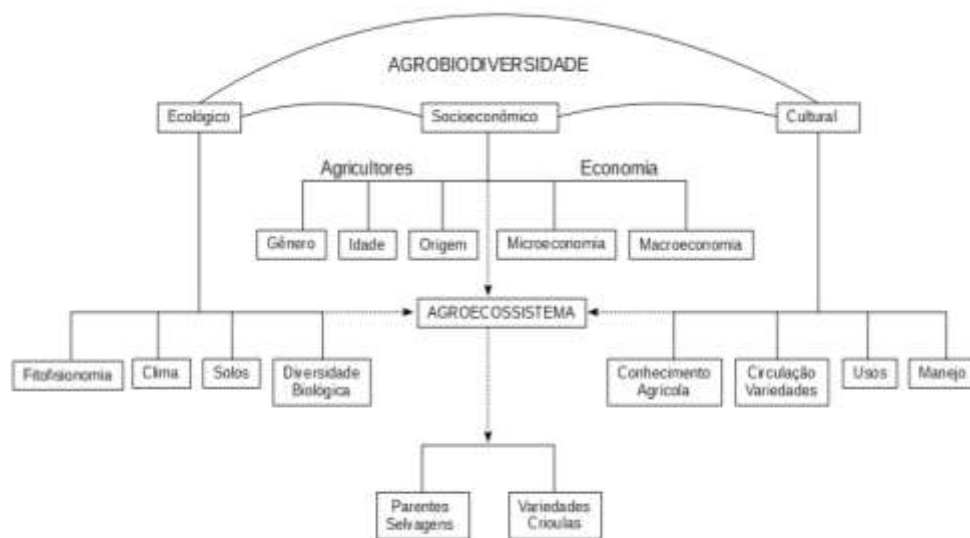 AGROBIODIVERSIDADE
Ecológico
Socioeconômico
Cultural
Agricultores
Economia
Gênero
Idade
Origem
Microeconomia
Macroeconomia
AGROECOSSISTEMA
Fitofisionomia
Clima
Solos
Diversidade
Biológica
Conhecimento
Agrícola
Circulação
Variedades
Usos
Manejo
Parentes
Selvagens
Variedades
Crioulas